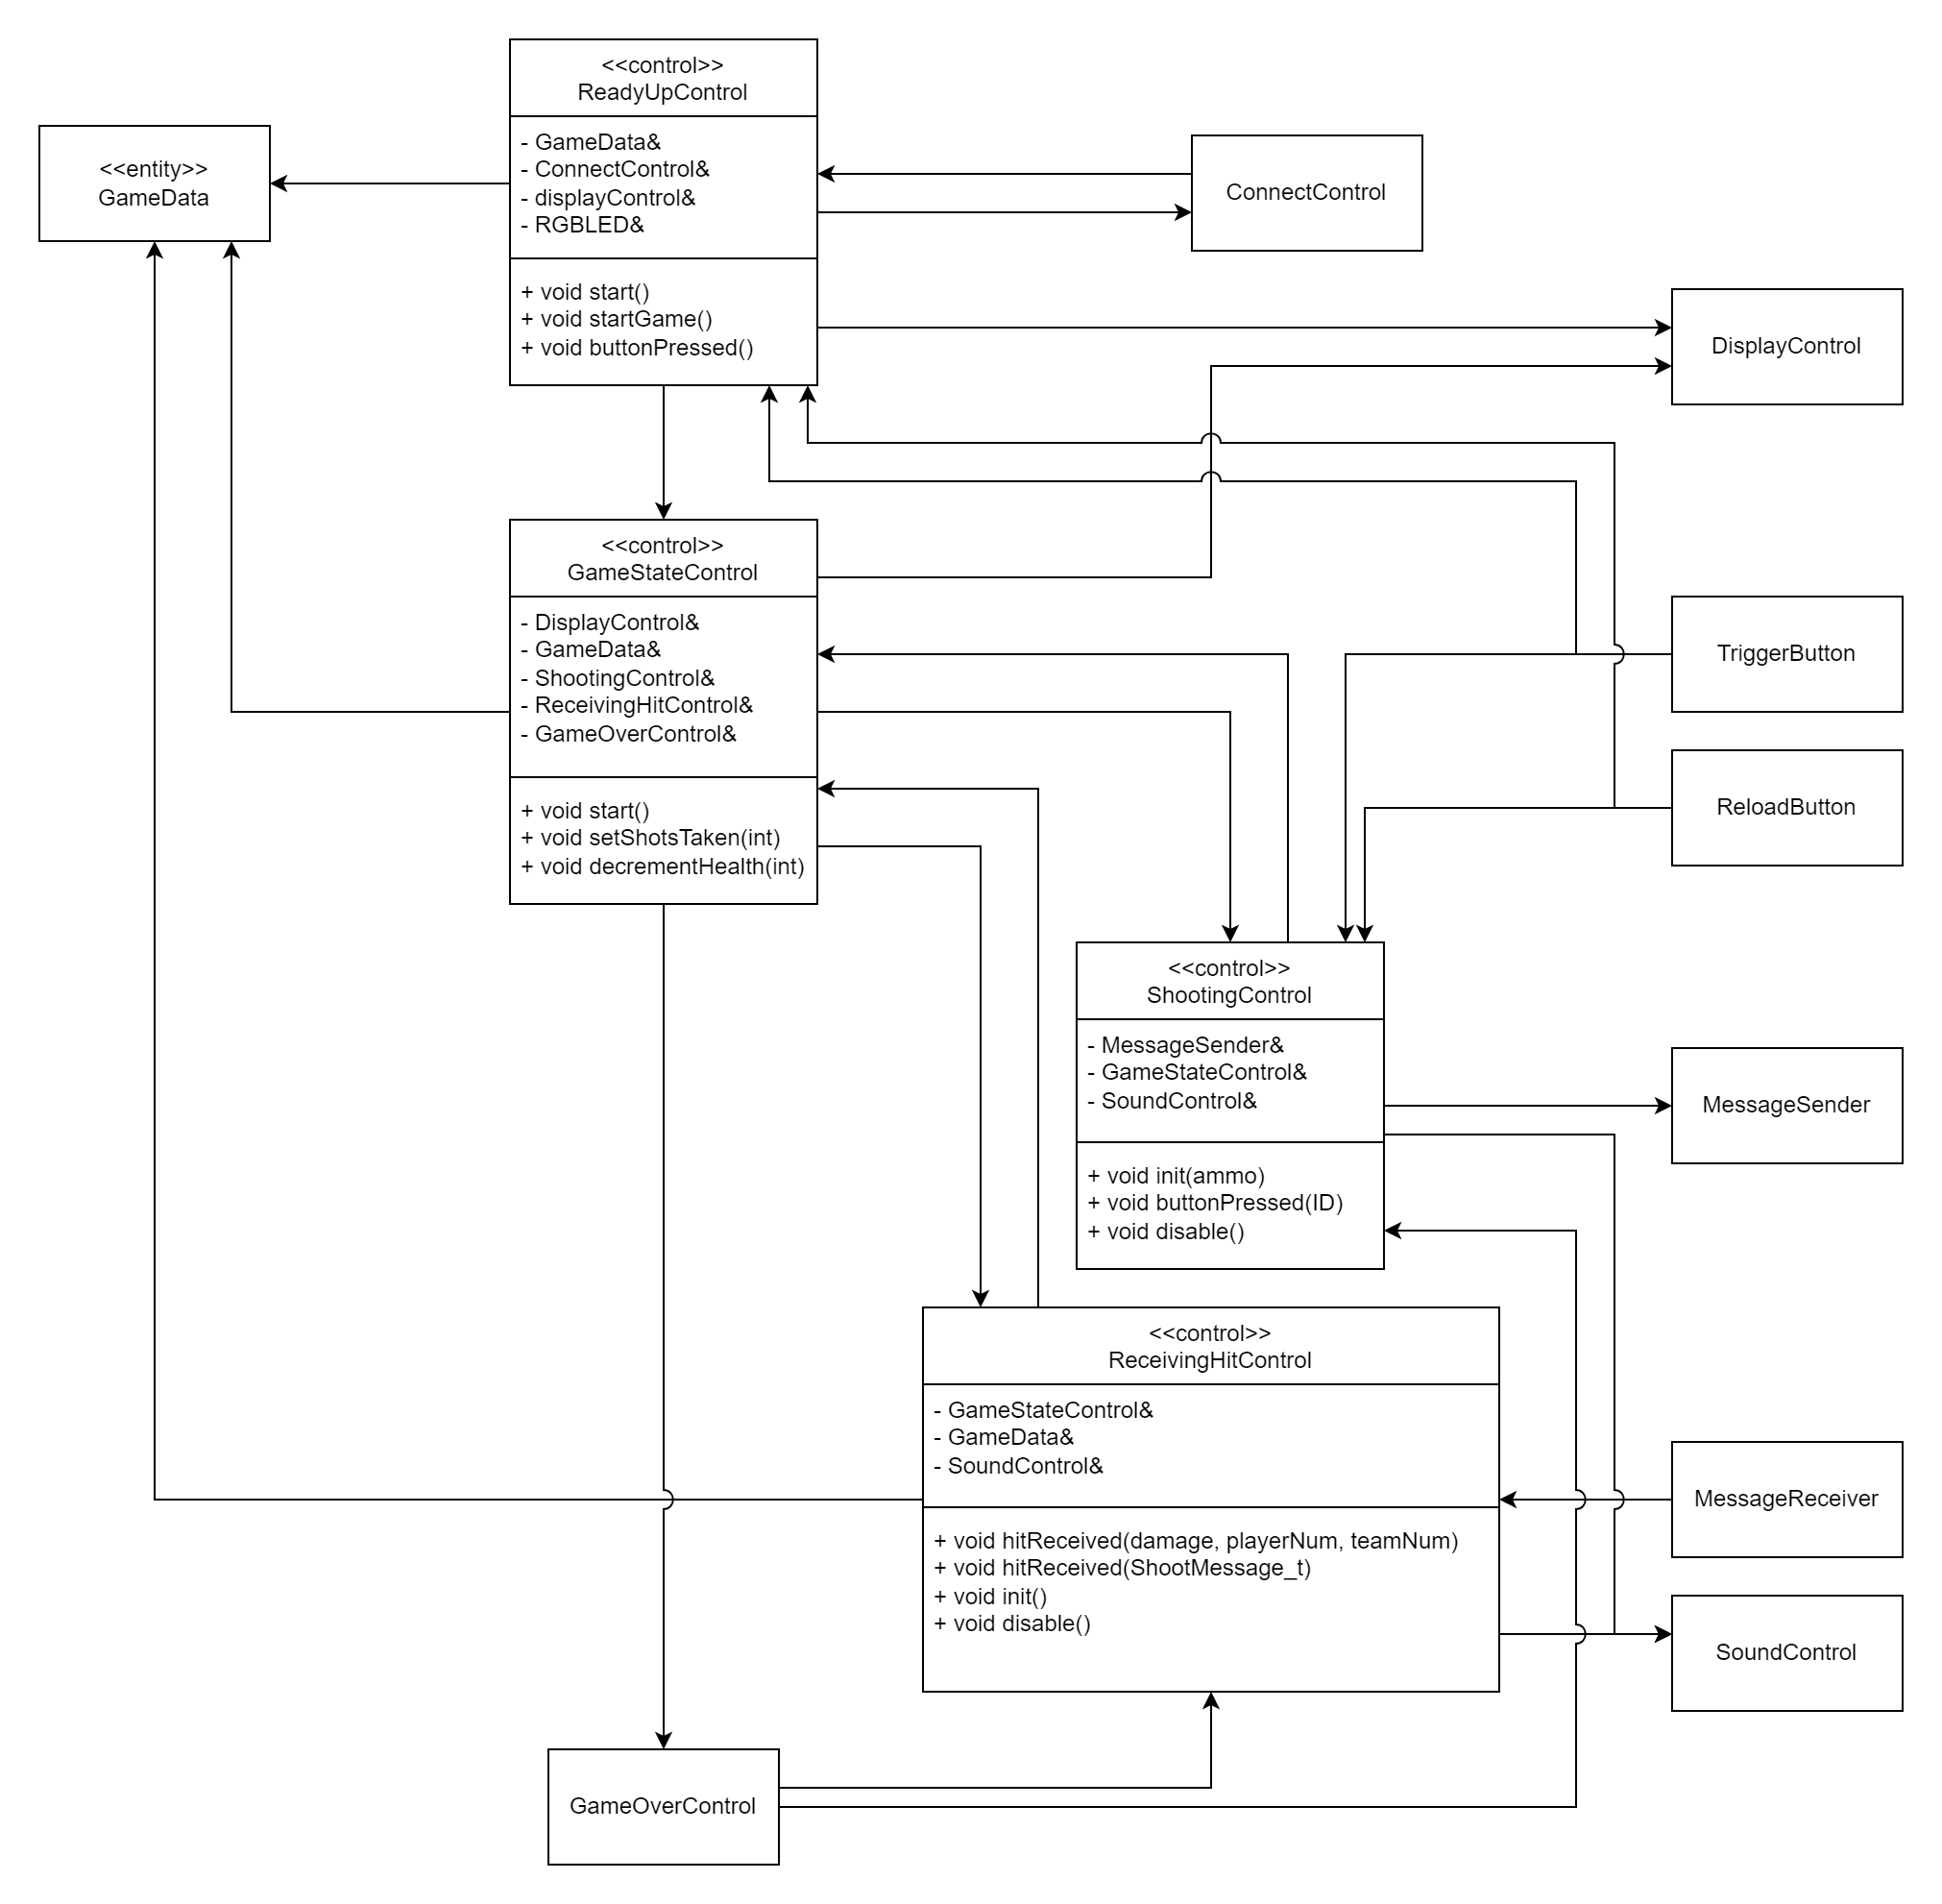 <<control>>
ReadyUpControl
- GameData&
- ConnectControl&
- displayControl&
- RGBLED&
+ void start()
+ void startGame()
+ void buttonPressed()
<<entity>>
GameData
ConnectControl
DisplayControl
<<control>>
GameStateControl
- DisplayControl&
- GameData&
- ShootingControl&
- ReceivingHitControl&
- GameOverControl&
+ void start()
+ void setShotsTaken(int)
+ void decrementHealth(int)
TriggerButton
ReloadButton
<<control>>
ShootingControl
- MessageSender&
- GameStateControl&
- SoundControl&
+ void init(ammo)
+ void buttonPressed(ID)
+ void disable()
MessageSender
<<control>>
ReceivingHitControl
- GameStateControl&
- GameData&
- SoundControl&
+ void hitReceived(damage, playerNum, teamNum)
+ void hitReceived(ShootMessage_t)
+ void init()
+ void disable()
MessageReceiver
SoundControl
GameOverControl